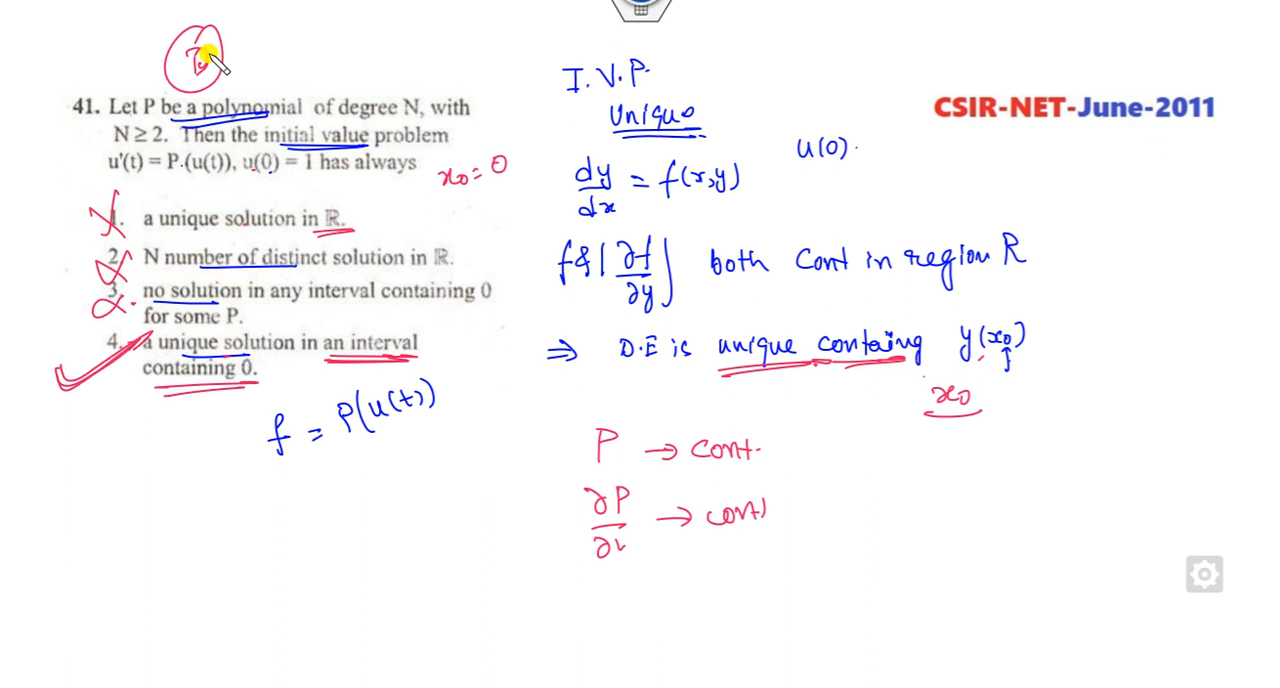 41. Let P be a polynomial of degree N, with
N ≥ 2. Then the initial value problem
u'(t) = P.(u(t)), u(0) = 1 has always
x₀ = 0
1. a unique solution in ℝ.
2. N number of distinct solution in ℝ.
3. no solution in any interval containing 0
for some P.
4. a unique solution in an interval
containing 0.
f = P(u(t))
I.V.P.
Unique
dy/dx = f(x,y)
u(0).
f & ∂f/∂y both cont in region R
⇒ D.E is unique containg y(x₀)
x₀
P → cont.
∂P/∂ → cont
CSIR-NET-June-2011